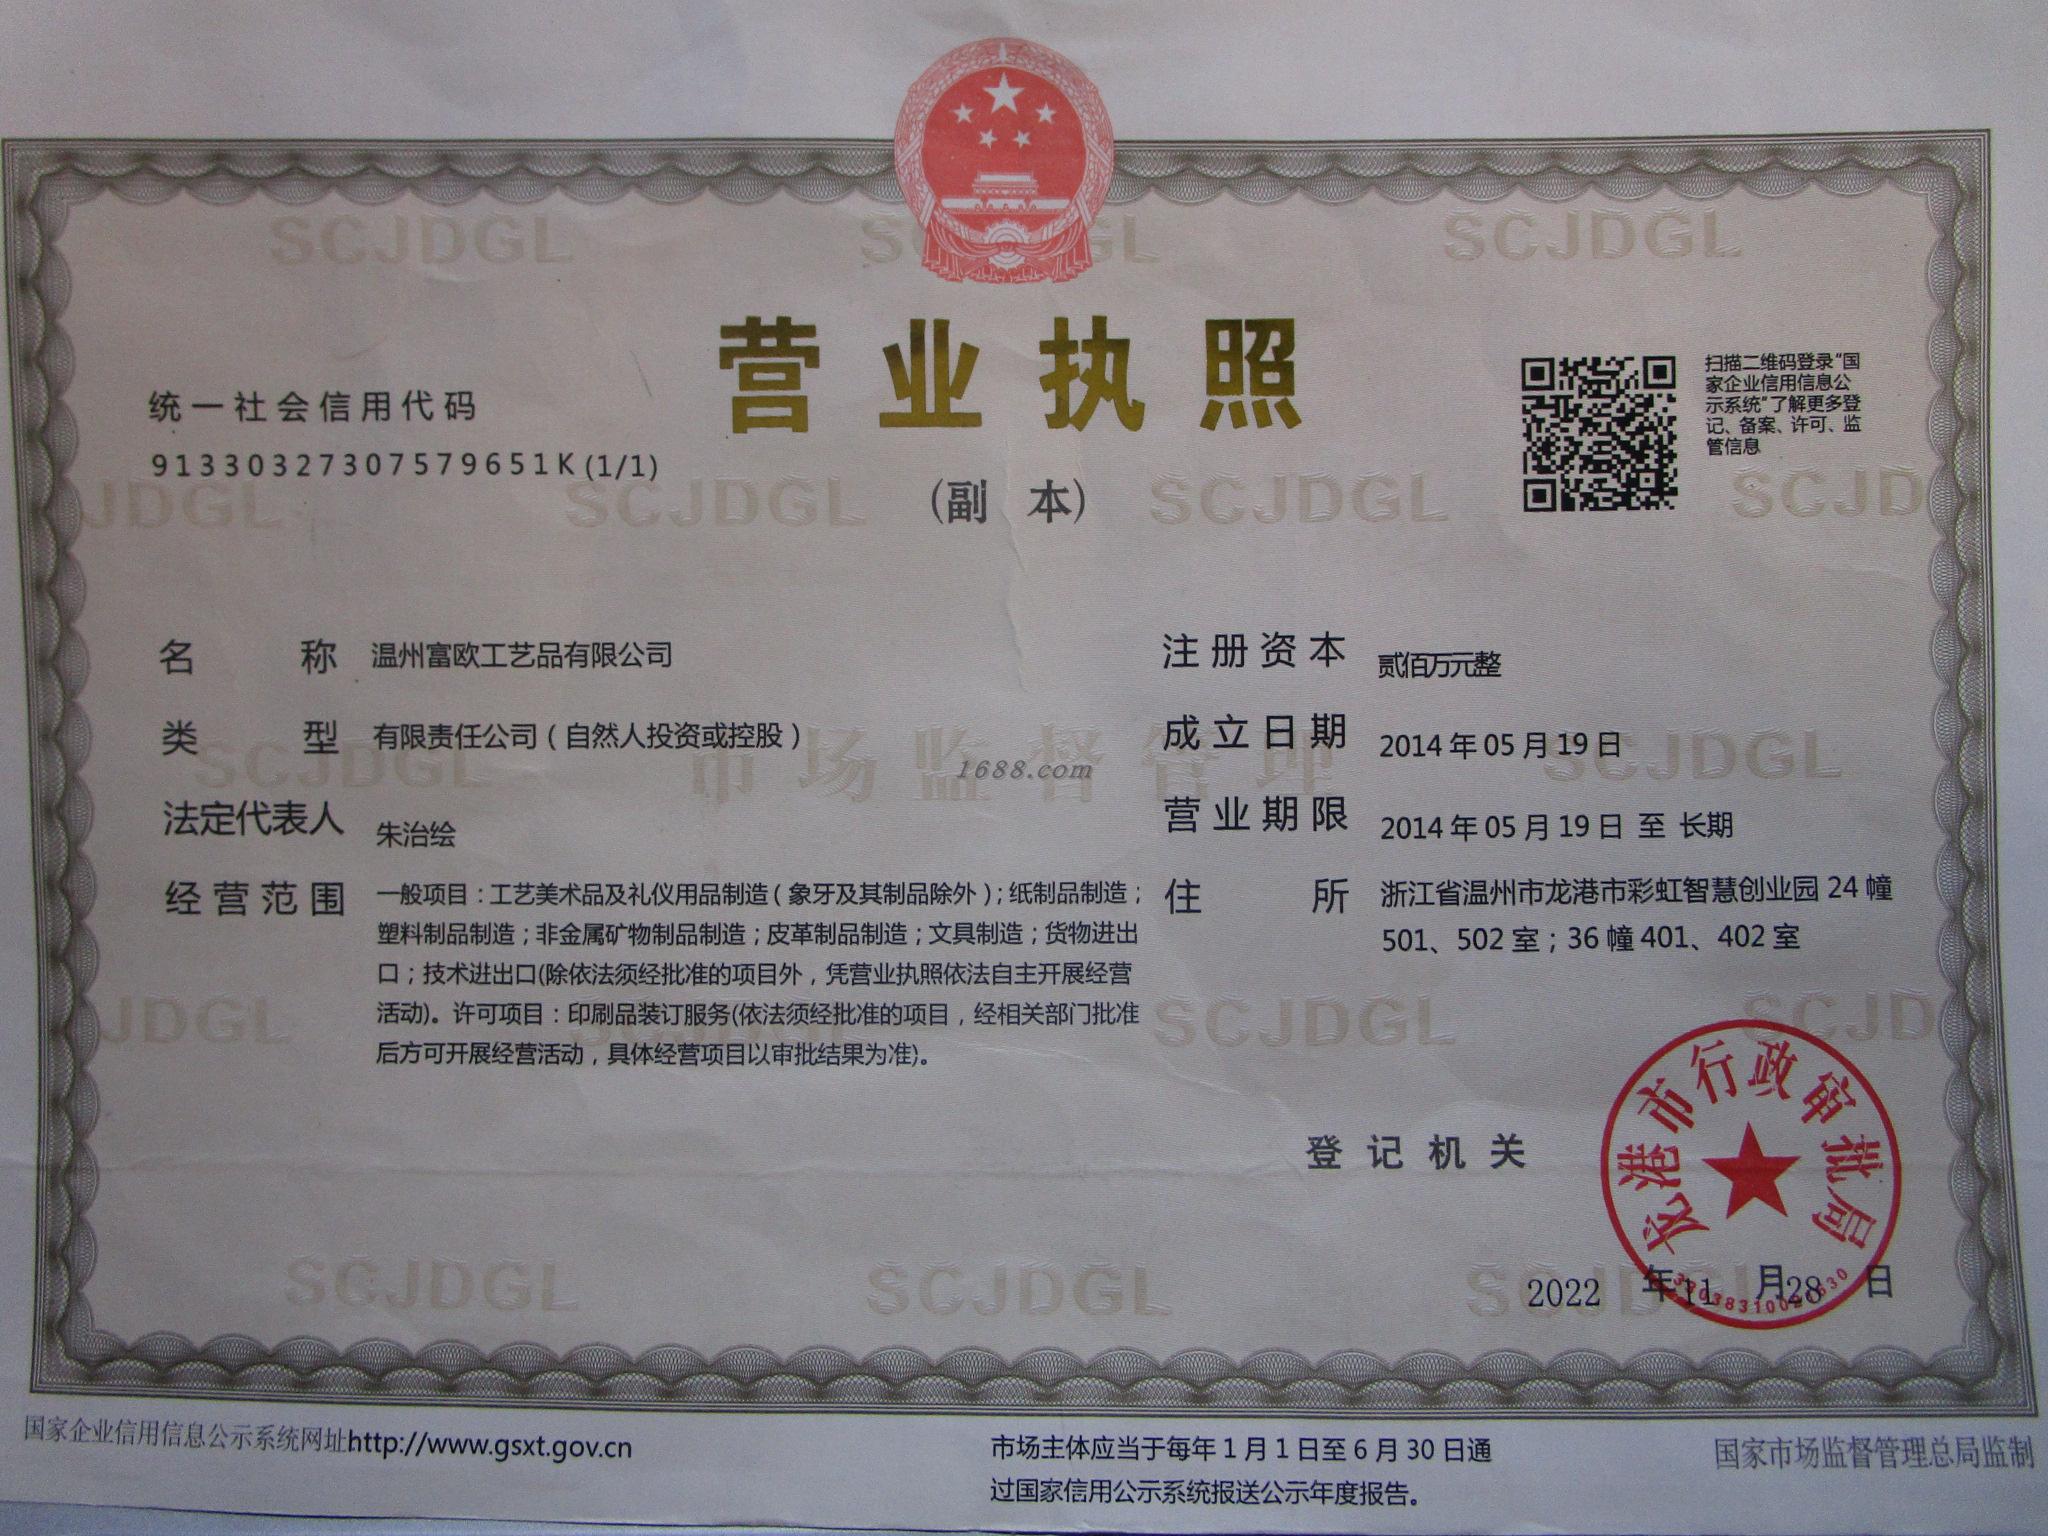 营业执照
(副 本)
统一社会信用代码
91330327307579651K(1/1)
扫描二维码登录“国
家企业信用信息公
示系统”了解更多登
记、备案、许可、监
管信息
名 称 温州富欧工艺品有限公司
类 型 有限责任公司（自然人投资或控股）
法定代表人 朱治绘
经营范围 一般项目：工艺美术品及礼仪用品制造（象牙及其制品除外）；纸制品制造；
塑料制品制造；非金属矿物制品制造；皮革制品制造；文具制造；货物进出
口；技术进出口(除依法须经批准的项目外，凭营业执照依法自主开展经营
活动)。许可项目：印刷品装订服务(依法须经批准的项目，经相关部门批准
后方可开展经营活动，具体经营项目以审批结果为准)。
注册资本 贰佰万元整
成立日期 2014年05月19日
营业期限 2014年05月19日 至 长期
住 所 浙江省温州市龙港市彩虹智慧创业园24幢
501、502室；36幢401、402室
1688.com
市场监督管理
SCJDGL
SCJDGL
SCJDGL
SCJDGL
SCJDGL
SCJDGL
SCJDGL
SCJDGL
SCJDGL
SCJDGL
登记机关
龙港市行政审批局
2022 年11 月28 日
国家企业信用信息公示系统网址http://www.gsxt.gov.cn
市场主体应当于每年1月1日至6月30日通
过国家信用公示系统报送公示年度报告。
国家市场监督管理总局监制